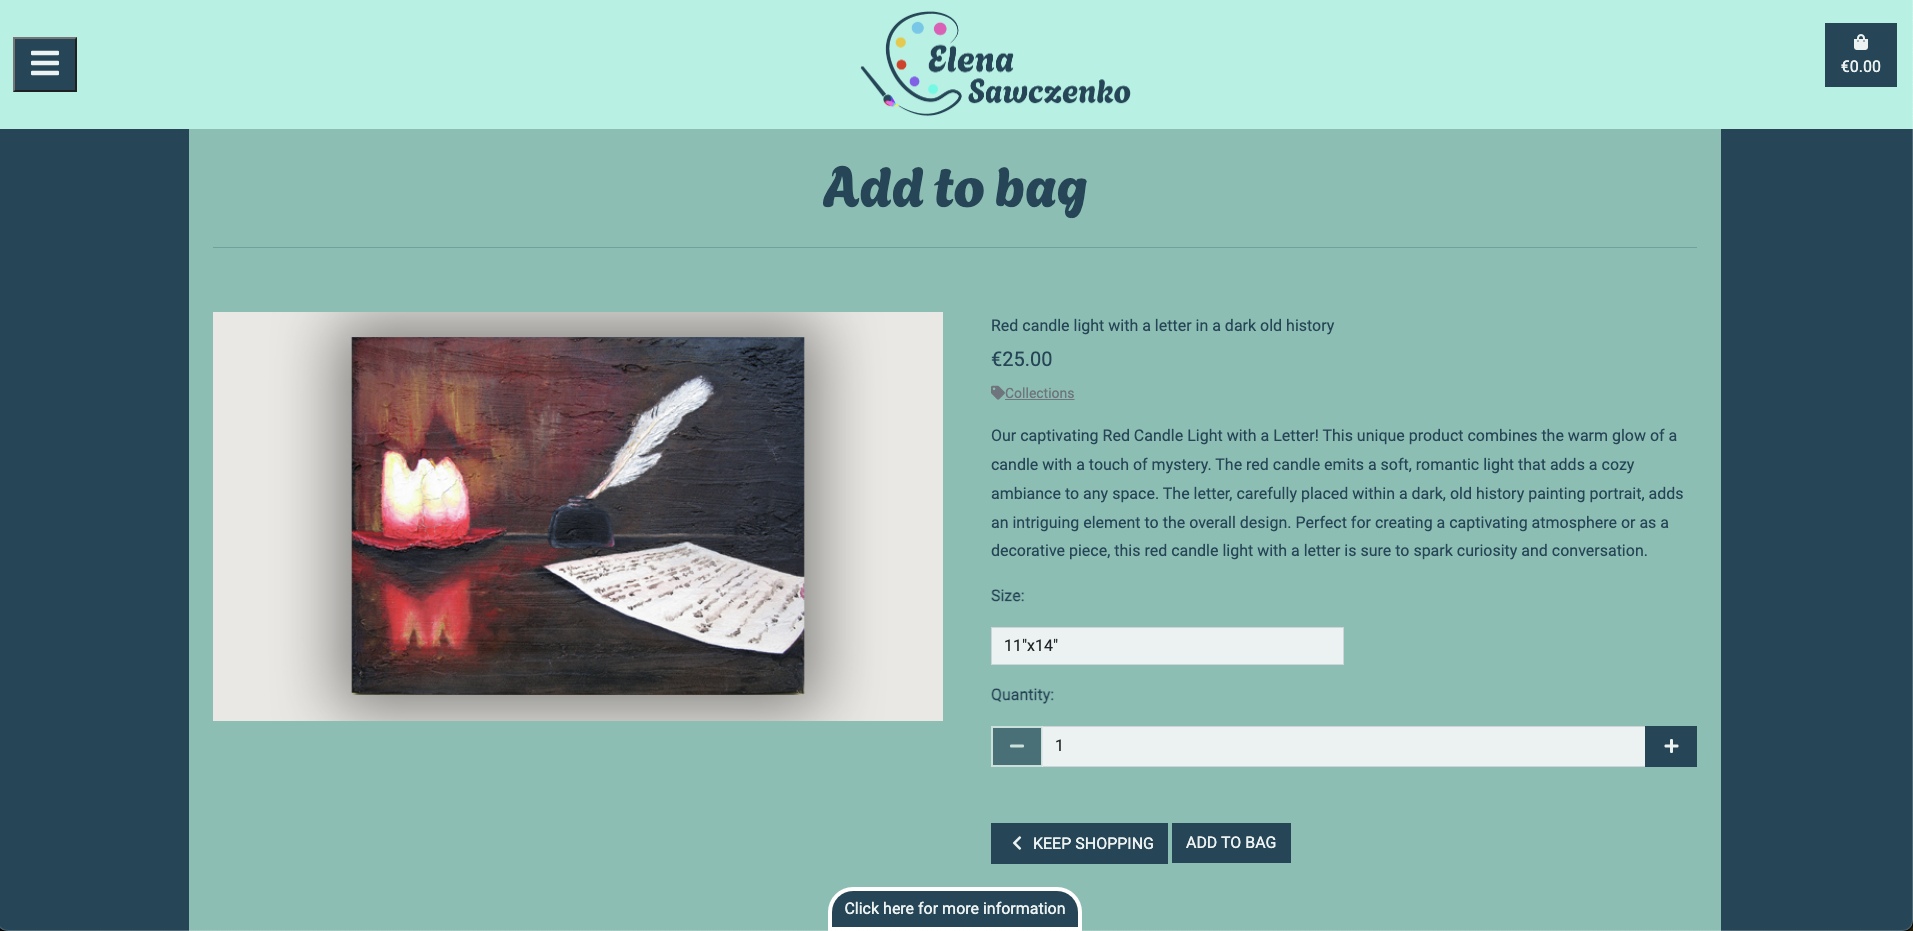 Elena
Sawczenko
€0.00
Add to bag
Red candle light with a letter in a dark old history
€25.00
Collections
Our captivating Red Candle Light with a Letter! This unique product combines the warm glow of a
candle with a touch of mystery. The red candle emits a soft, romantic light that adds a cozy
ambiance to any space. The letter, carefully placed within a dark, old history painting portrait, adds
an intriguing element to the overall design. Perfect for creating a captivating atmosphere or as a
decorative piece, this red candle light with a letter is sure to spark curiosity and conversation.
Size:
11"x14"
Quantity:
1
KEEP SHOPPING
ADD TO BAG
Click here for more information